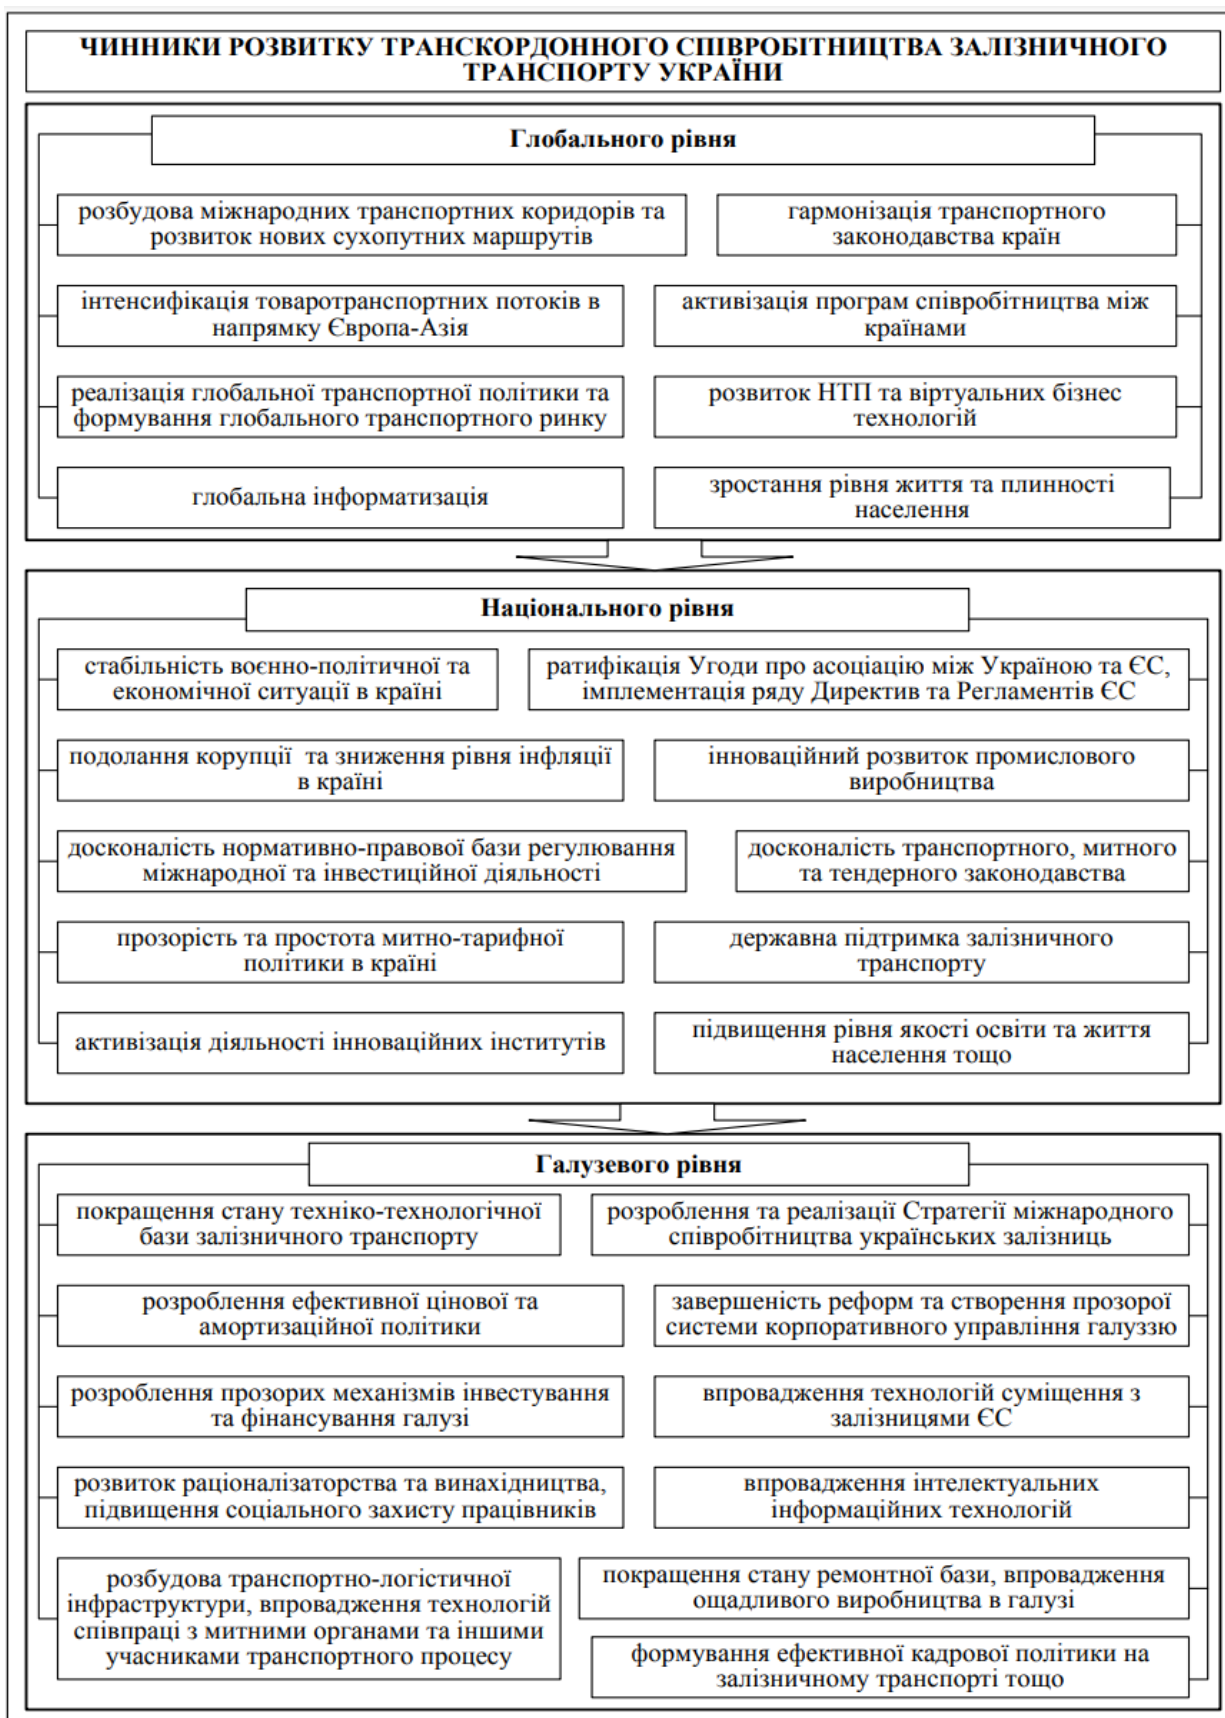 ЧИННИКИ РОЗВИТКУ ТРАНСКОРДОННОГО СПІВРОБІТНИЦТВА ЗАЛІЗНИЧНОГО
ТРАНСПОРТУ УКРАЇНИ
Глобального рівня
розбудова міжнародних транспортних коридорів та
розвиток нових сухопутних маршрутів
гармонізація транспортного
законодавства країн
інтенсифікація товаротранспортних потоків в
напрямку Європа-Азія
активізація програм співробітництва між
країнами
реалізація глобальної транспортної політики та
формування глобального транспортного ринку
розвиток НТП та віртуальних бізнес
технологій
глобальна інформатизація
зростання рівня життя та плинності
населення
Національного рівня
стабільність воєнно-політичної та
економічної ситуації в країні
ратифікація Угоди про асоціацію між Україною та ЄС,
імплементація ряду Директив та Регламентів ЄС
подолання корупції та зниження рівня інфляції
в країні
інноваційний розвиток промислового
виробництва
досконалість нормативно-правової бази регулювання
міжнародної та інвестиційної діяльності
досконалість транспортного, митного
та тендерного законодавства
прозорість та простота митно-тарифної
політики в країні
державна підтримка залізничного
транспорту
активізація діяльності інноваційних інститутів
підвищення рівня якості освіти та життя
населення тощо
Галузевого рівня
покращення стану техніко-технологічної
бази залізничного транспорту
розроблення та реалізації Стратегії міжнародного
співробітництва українських залізниць
розроблення ефективної цінової та
амортизаційної політики
завершеність реформ та створення прозорої
системи корпоративного управління галуззю
розроблення прозорих механізмів інвестування
та фінансування галузі
впровадження технологій суміщення з
залізницями ЄС
розвиток раціоналізаторства та винахідництва,
підвищення соціального захисту працівників
впровадження інтелектуальних
інформаційних технологій
розбудова транспортно-логістичної
інфраструктури, впровадження технологій
співпраці з митними органами та іншими
учасниками транспортного процесу
покращення стану ремонтної бази, впровадження
ощадливого виробництва в галузі
формування ефективної кадрової політики на
залізничному транспорті тощо